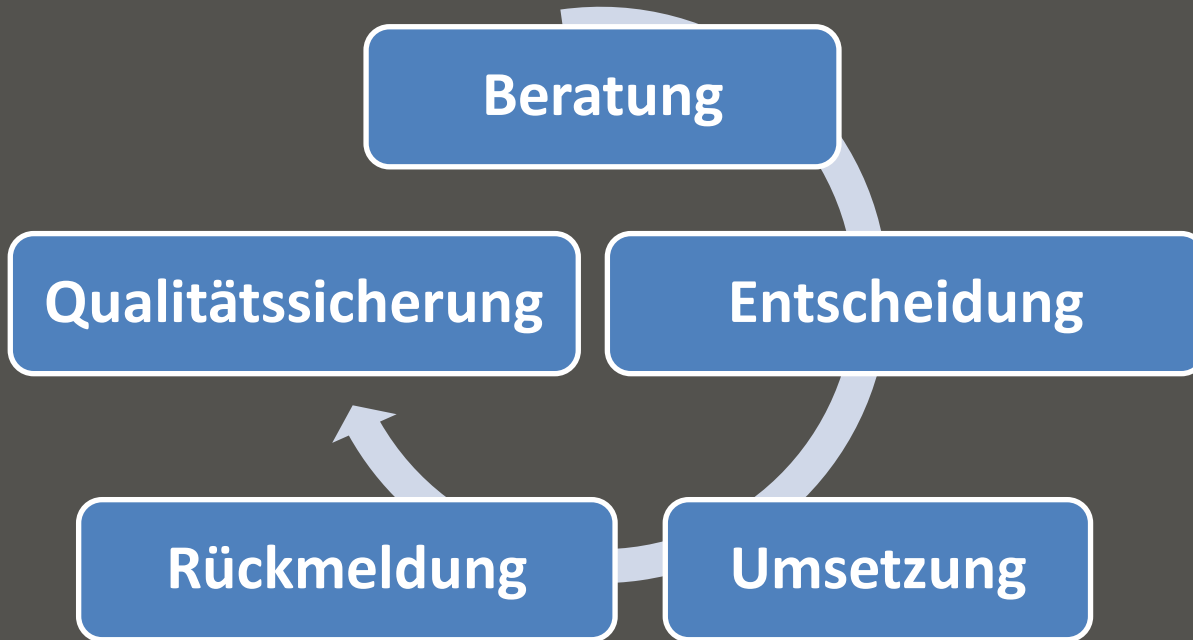 Beratung
Qualitätssicherung
Entscheidung
Rückmeldung
Umsetzung